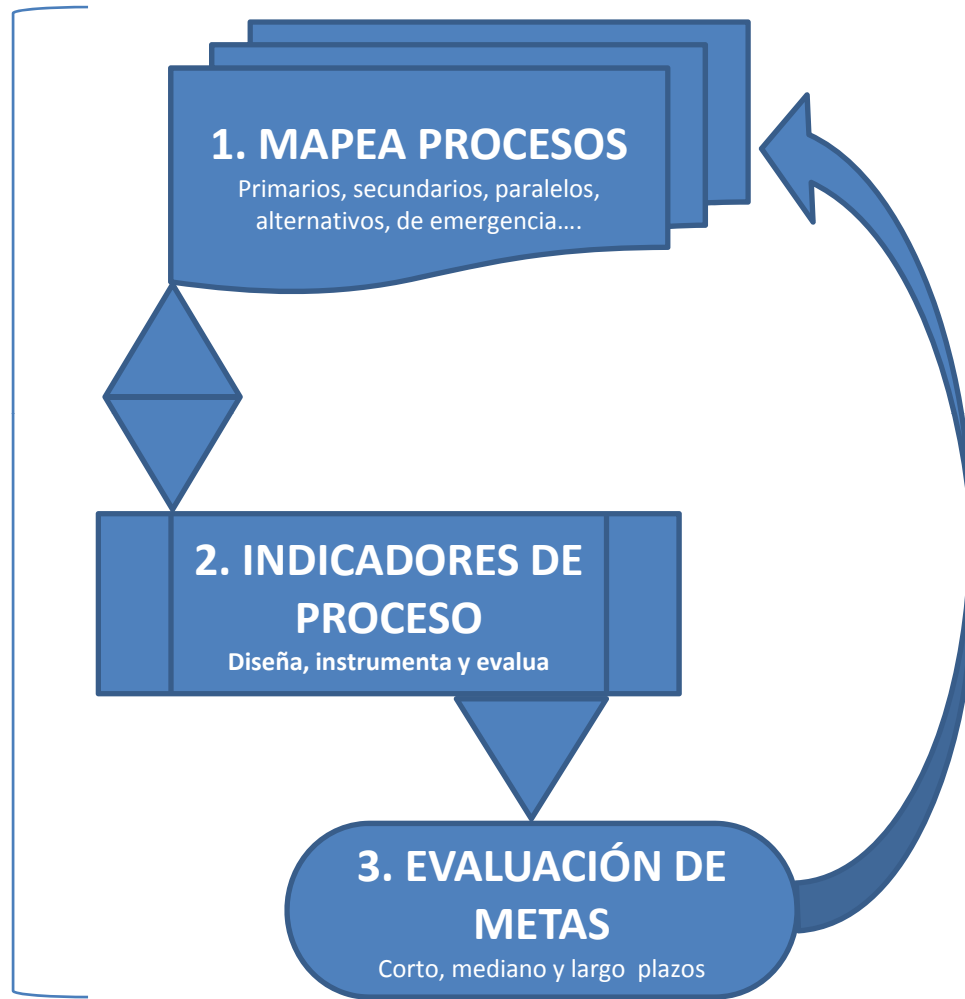 1. MAPEA PROCESOS
Primarios, secundarios, paralelos,
alternativos, de emergencia....
2. INDICADORES DE
PROCESO
Diseña, instrumenta y evalua
3. EVALUACIÓN DE
METAS
Corto, mediano y largo  plazos